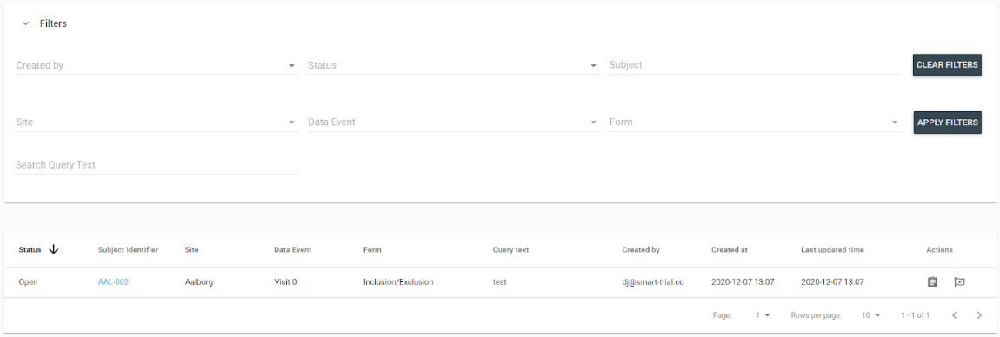 Filters
Created by Status Subject CLEAR FILTERS
Site Data Event Form APPLY FILTERS
Search Query Text
Status Subject Identifier Site Data Event Form Query text Created by Created at Last updated time Actions
Open AAL-002 Aalborg Visit 0 Inclusion/Exclusion test dj@smart-trial.co 2020-12-07 13:07 2020-12-07 13:07
Page: 1 Rows per page: 10 1 - 1 of 1